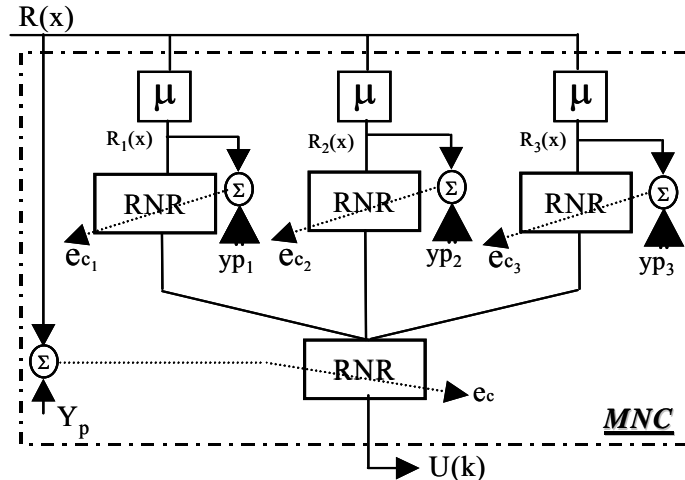 R(x)
μ μ μ
R₁(x) R₂(x) R₃(x)
Σ Σ Σ
RNR RNR RNR
e_c₁ yp₁ e_c₂ yp₂ e_c₃ yp₃
Σ
RNR
e_c
Y_p
MNC
U(k)